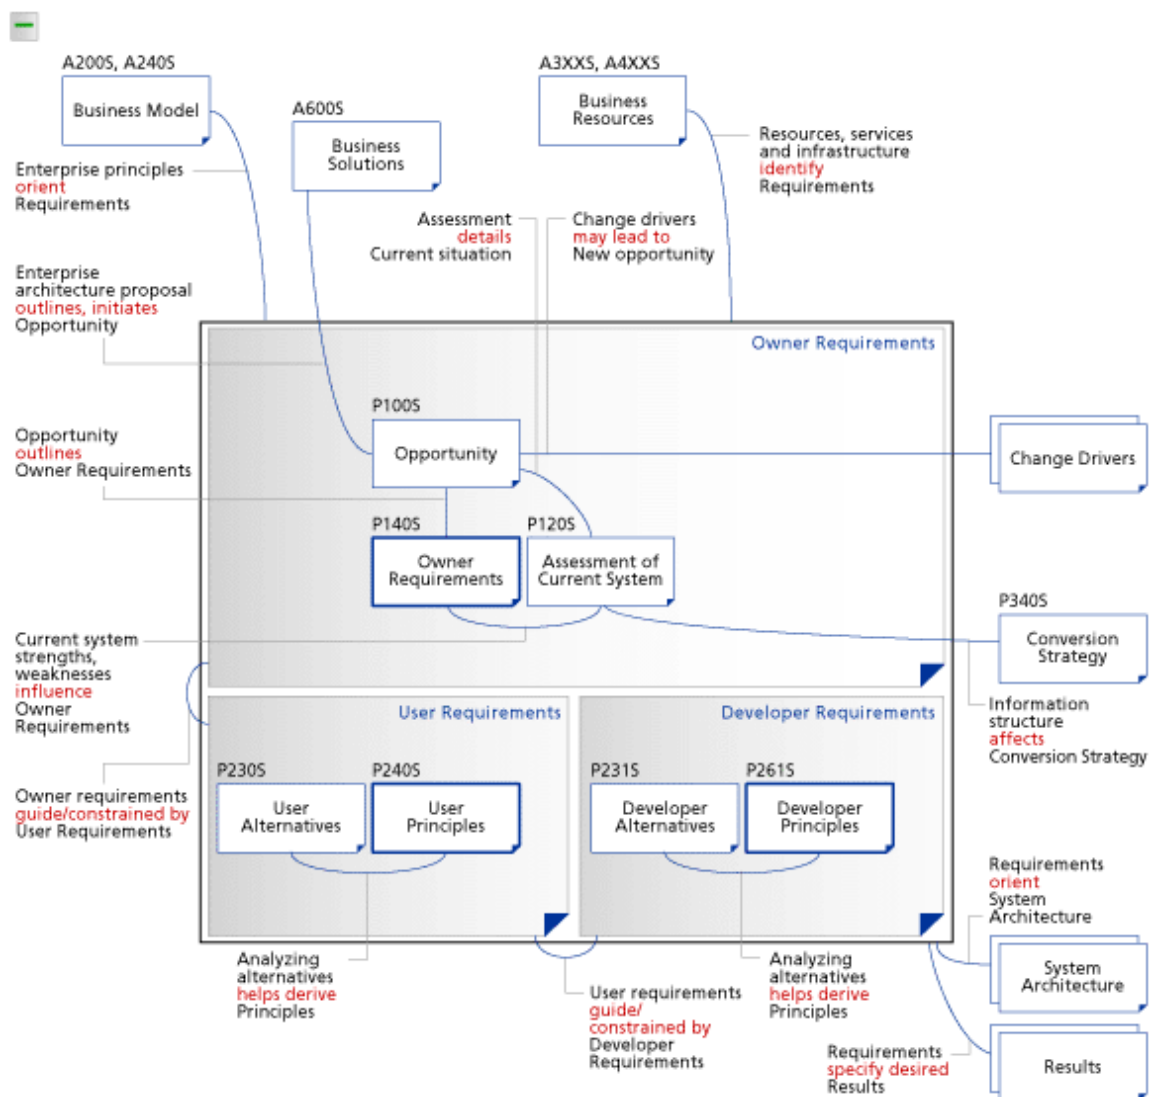 A200S, A240S
Business Model
A600S
Business
Solutions
A3XXS, A4XXS
Business
Resources
Enterprise principles
orient
Requirements
Resources, services
and infrastructure
identify
Requirements
Assessment
details
Current situation
Change drivers
may lead to
New opportunity
Enterprise
architecture proposal
outlines, initiates
Opportunity
Owner Requirements
P100S
Opportunity
Change Drivers
Opportunity
outlines
Owner Requirements
P140S
Owner
Requirements
P120S
Assessment of
Current System
P340S
Conversion
Strategy
Current system
strengths,
weaknesses
influence
Owner
Requirements
Information
structure
affects
Conversion Strategy
User Requirements
Developer Requirements
P230S
User
Alternatives
P240S
User
Principles
P231S
Developer
Alternatives
P261S
Developer
Principles
Owner requirements
guide/constrained by
User Requirements
Requirements
orient
System
Architecture
System
Architecture
Analyzing
alternatives
helps derive
Principles
User requirements
guide/
constrained by
Developer
Requirements
Analyzing
alternatives
helps derive
Principles
Requirements
specify desired
Results
Results